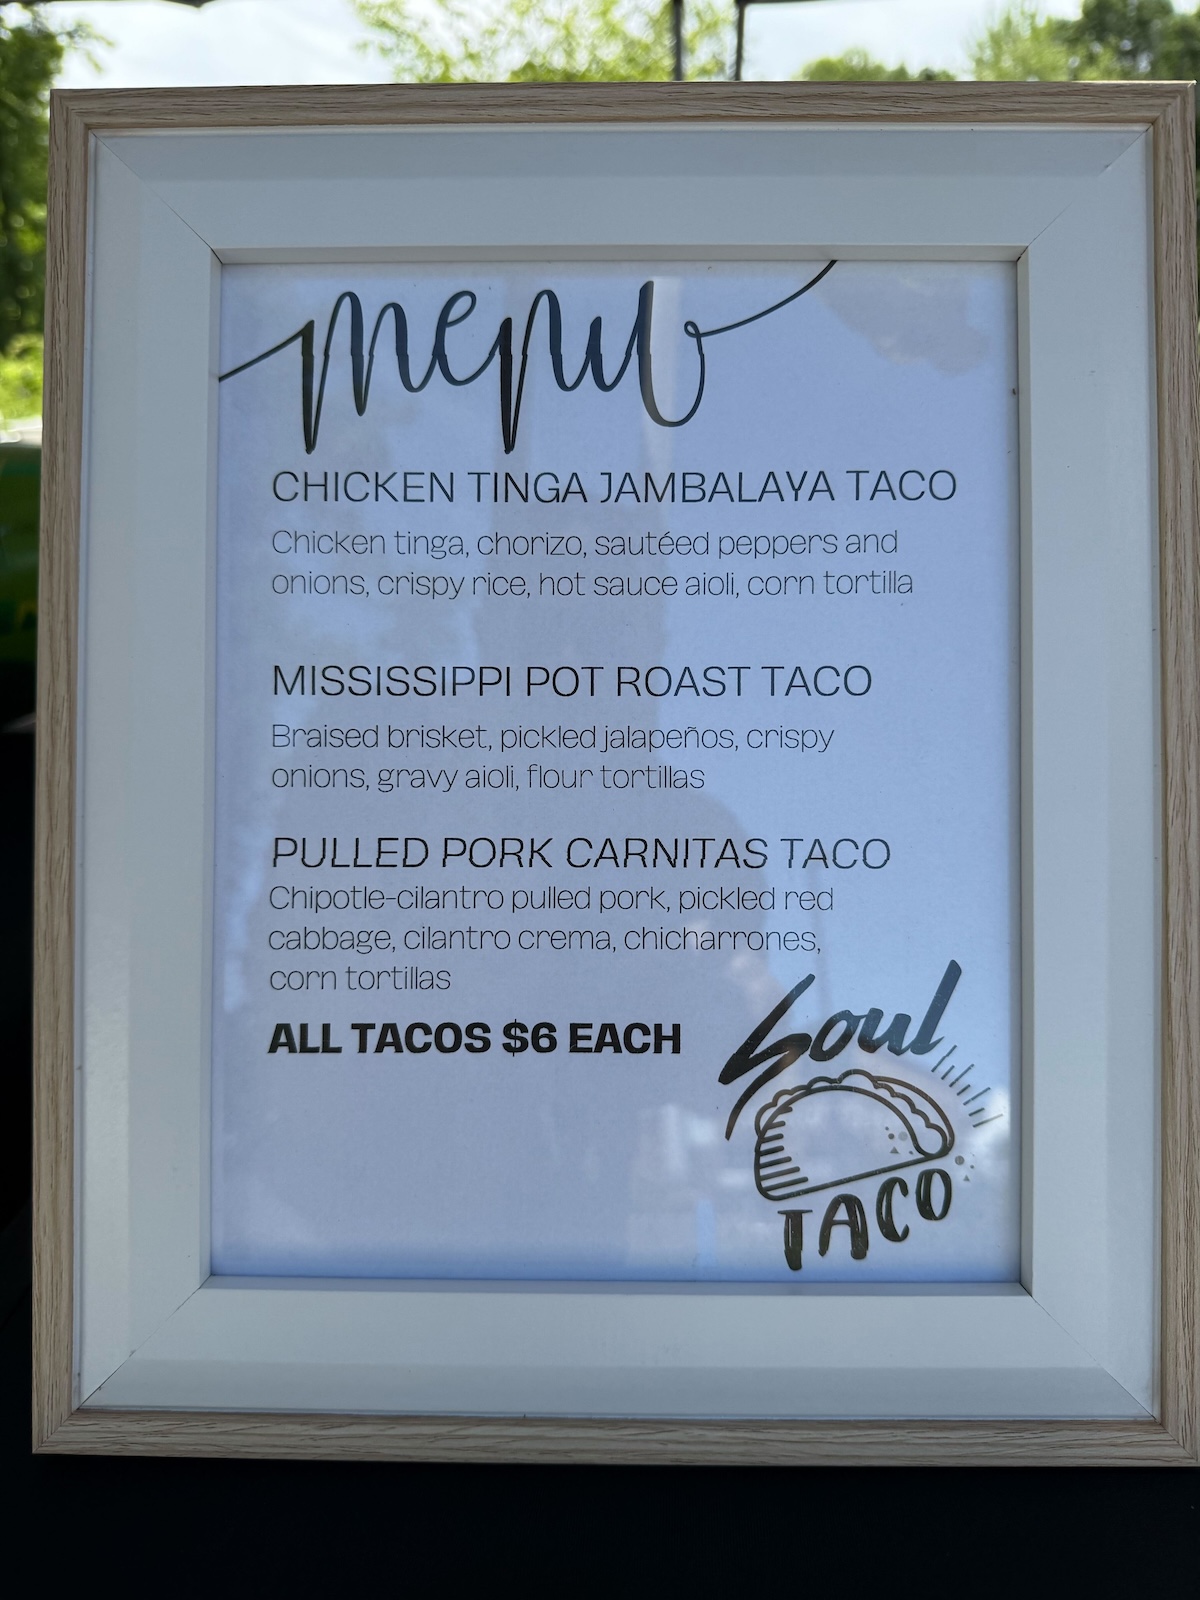 menu
CHICKEN TINGA JAMBALAYA TACO
Chicken tinga, chorizo, sautéed peppers and
onions, crispy rice, hot sauce aioli, corn tortilla
MISSISSIPPI POT ROAST TACO
Braised brisket, pickled jalapeños, crispy
onions, gravy aioli, flour tortillas
PULLED PORK CARNITAS TACO
Chipotle-cilantro pulled pork, pickled red
cabbage, cilantro crema, chicharrones,
corn tortillas
ALL TACOS $6 EACH
Soul
TACO